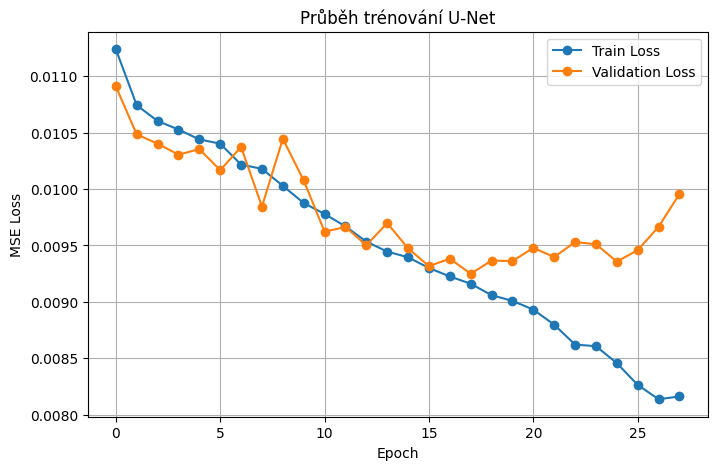 Průběh trénování U-Net
Train Loss
Validation Loss
MSE Loss
0.0110
0.0105
0.0100
0.0095
0.0090
0.0085
0.0080
0
5
10
15
20
25
Epoch